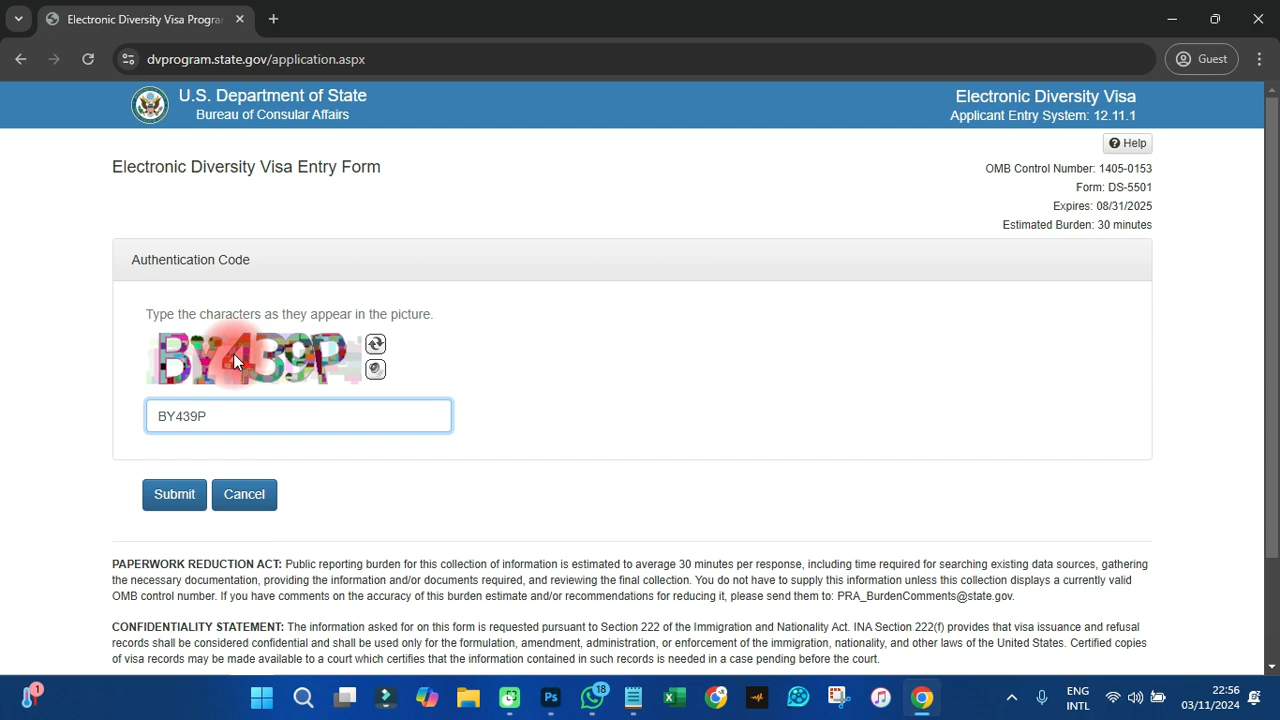 Electronic Diversity Visa Progra
dvprogram.state.gov/application.aspx
Guest
U.S. Department of State
Bureau of Consular Affairs
Electronic Diversity Visa
Applicant Entry System: 12.11.1
Help
Electronic Diversity Visa Entry Form
OMB Control Number: 1405-0153
Form: DS-5501
Expires: 08/31/2025
Estimated Burden: 30 minutes
Authentication Code
Type the characters as they appear in the picture.
BY439P
BY439P
Submit Cancel
PAPERWORK REDUCTION ACT: Public reporting burden for this collection of information is estimated to average 30 minutes per response, including time required for searching existing data sources, gathering
the necessary documentation, providing the information and/or documents required, and reviewing the final collection. You do not have to supply this information unless this collection displays a currently valid
OMB control number. If you have comments on the accuracy of this burden estimate and/or recommendations for reducing it, please send them to: PRA_BurdenComments@state.gov.
CONFIDENTIALITY STATEMENT: The information asked for on this form is requested pursuant to Section 222 of the Immigration and Nationality Act. INA Section 222(f) provides that visa issuance and refusal
records shall be considered confidential and shall be used only for the formulation, amendment, administration, or enforcement of the immigration, nationality, and other laws of the United States. Certified copies
of visa records may be made available to a court which certifies that the information contained in such records is needed in a case pending before the court.
1
Ps
18
ENG
INTL
22:56
03/11/2024